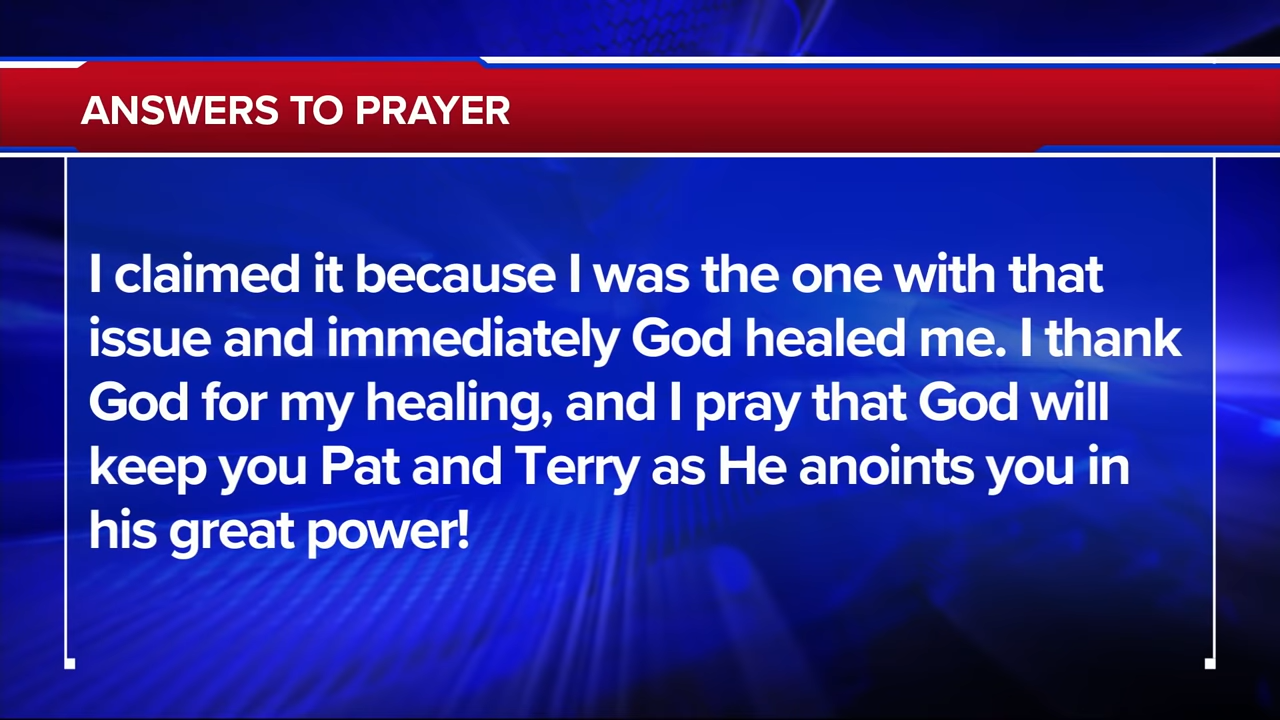 ANSWERS TO PRAYER
I claimed it because I was the one with that
issue and immediately God healed me. I thank
God for my healing, and I pray that God will
keep you Pat and Terry as He anoints you in
his great power!